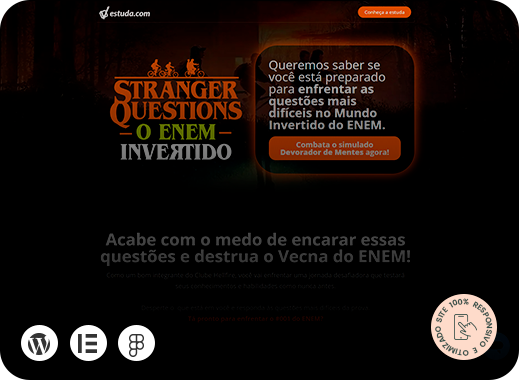 estuda.com
Conheça a estuda
STRANGER
QUESTIONS
O ENEM
INVERTIDO
Queremos saber se
você está preparado
para enfrentar as
questões mais
difíceis no Mundo
Invertido do ENEM.
Combata o simulado
Devorador de Mentes agora!
Acabe com o medo de encarar essas
questões e destrua o Vecna do ENEM!
SITE 100% RESPONSIVO E OTIMIZADO